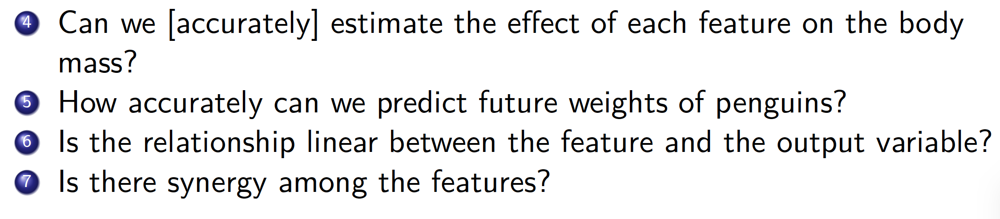 4 Can we [accurately] estimate the effect of each feature on the body
mass?
5 How accurately can we predict future weights of penguins?
6 Is the relationship linear between the feature and the output variable?
7 Is there synergy among the features?